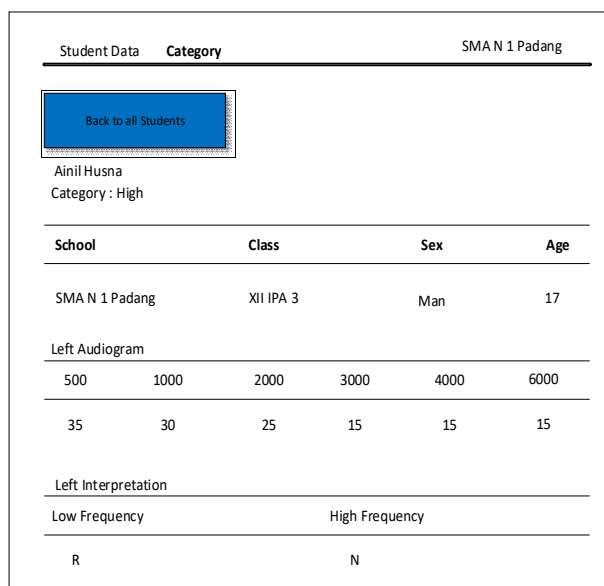 Student Data Category SMA N 1 Padang
Back to all Students
Ainil Husna
Category : High
School Class Sex Age
SMA N 1 Padang XII IPA 3 Man 17
Left Audiogram
500 1000 2000 3000 4000 6000
35 30 25 15 15 15
Left Interpretation
Low Frequency High Frequency
R N